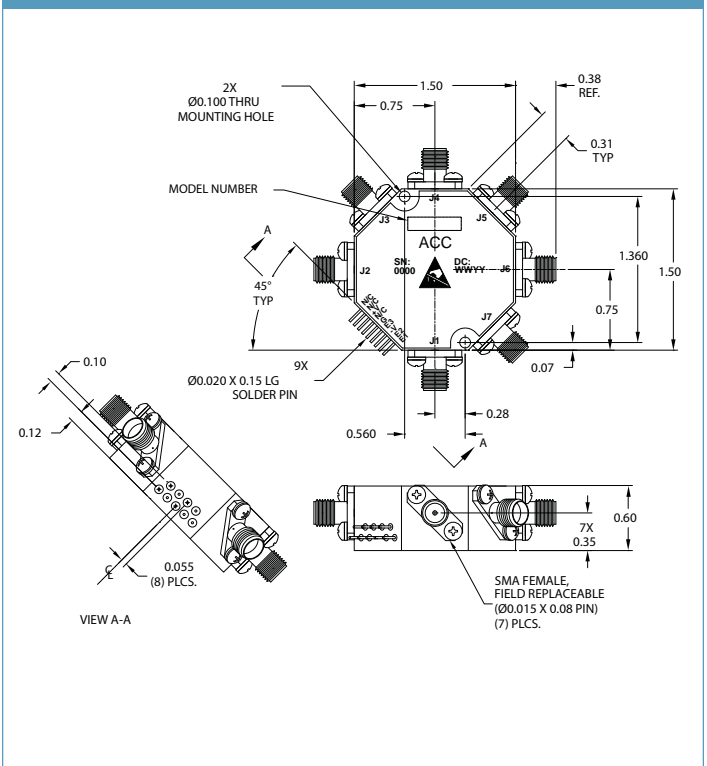 2X
Ø0.100 THRU
MOUNTING HOLE
1.50
0.75
0.38
REF.
0.31
TYP
MODEL NUMBER
J4
J3
J5
A
ACC
SN:
0000
DC:
WWYY
J2
J6
1.360
1.50
45°
TYP
0.75
J7
J1
9X
Ø0.020 X 0.15 LG
SOLDER PIN
0.07
0.10
0.12
0.28
0.560
A
0.60
7X
0.35
0.055
(8) PLCS.
SMA FEMALE,
FIELD REPLACEABLE
(Ø0.015 X 0.08 PIN)
(7) PLCS.
VIEW A-A